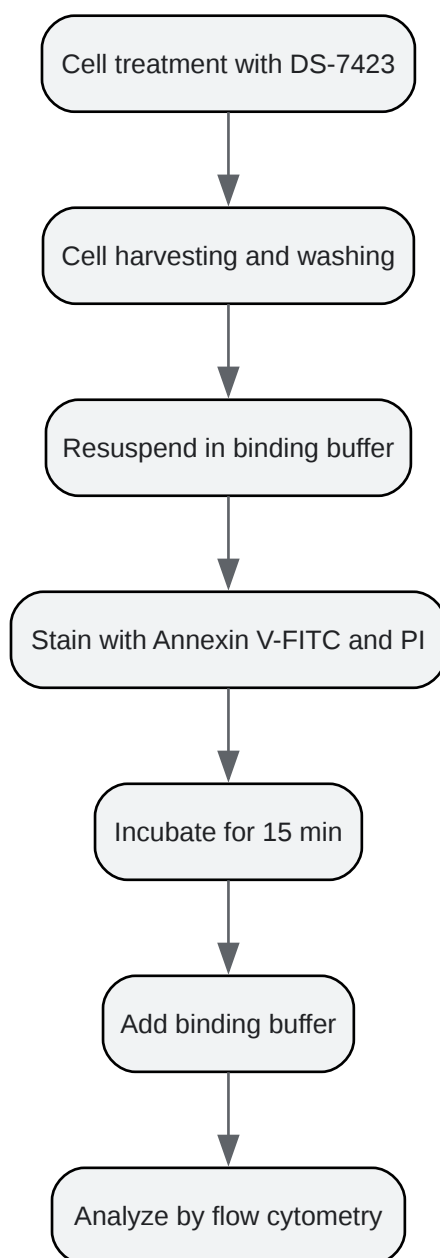 Cell treatment with DS-7423
Cell harvesting and washing
Resuspend in binding buffer
Stain with Annexin V-FITC and PI
Incubate for 15 min
Add binding buffer
Analyze by flow cytometry